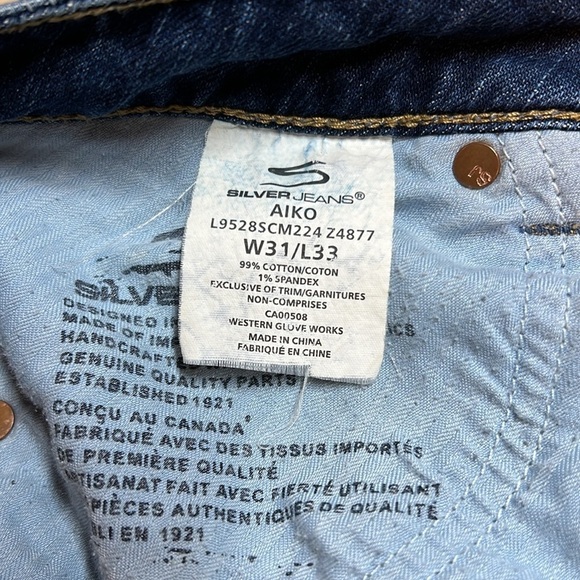 SILVERJEANS®
AIKO
L9528SCM224 Z4877
W31/L33
99% COTTON/COTON
1% SPANDEX
EXCLUSIVE OF TRIM/GARNITURES
NON-COMPRISES
CA00508
WESTERN GLOVE WORKS
MADE IN CHINA
FABRIQUÉ EN CHINE
SILVER
DESIGNED I
MADE OF IM
HANDCRAFT
GENUINE QUALITY PARTS
ESTABLISHED 1921
CONÇU AU CANADA
FABRIQUÉ AVEC DES TISSUS IMPORTÉS
DE PREMIÈRE QUALITÉ
ARTISANAT FAIT AVEC FIERTÉ UTILISANT
PIÈCES AUTHENTIQUES DE QUALITÉ
LI EN 1921